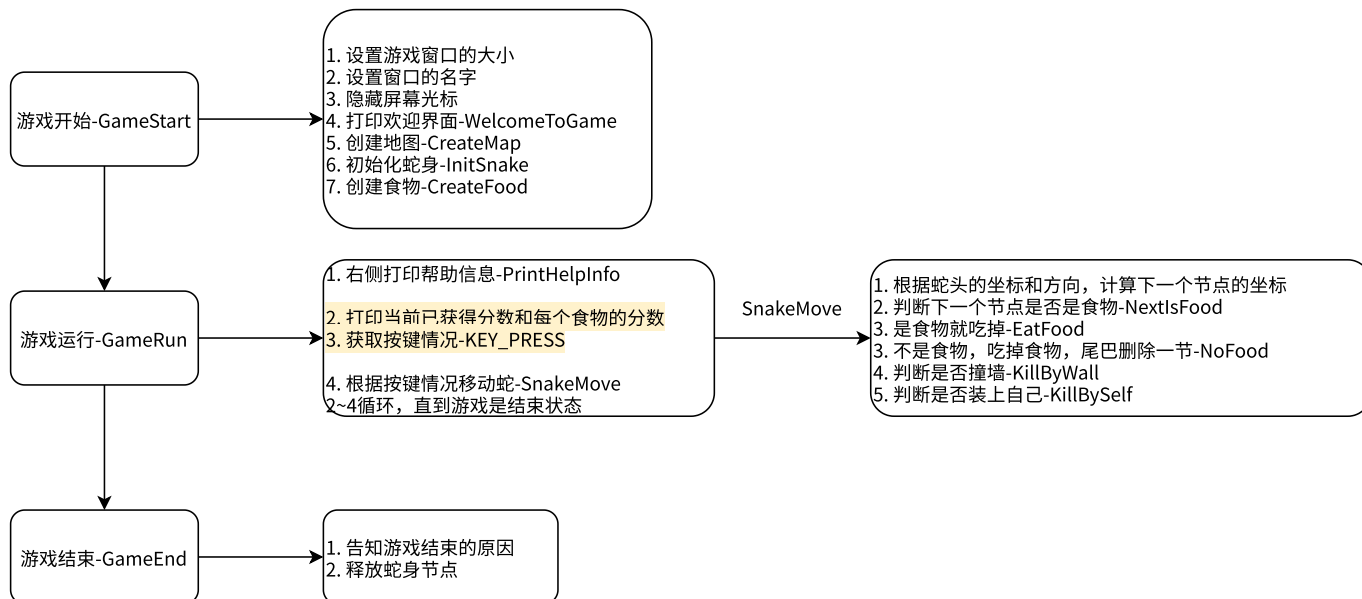 游戏开始-GameStart
1. 设置游戏窗口的大小
2. 设置窗口的名字
3. 隐藏屏幕光标
4. 打印欢迎界面-WelcomeToGame
5. 创建地图-CreateMap
6. 初始化蛇身-InitSnake
7. 创建食物-CreateFood
游戏运行-GameRun
1. 右侧打印帮助信息-PrintHelpInfo
2. 打印当前已获得分数和每个食物的分数
3. 获取按键情况-KEY_PRESS
4. 根据按键情况移动蛇-SnakeMove
2~4循环，直到游戏是结束状态
SnakeMove
1. 根据蛇头的坐标和方向，计算下一个节点的坐标
2. 判断下一个节点是否是食物-NextIsFood
3. 是食物就吃掉-EatFood
3. 不是食物，吃掉食物，尾巴删除一节-NoFood
4. 判断是否撞墙-KillByWall
5. 判断是否装上自己-KillBySelf
游戏结束-GameEnd
1. 告知游戏结束的原因
2. 释放蛇身节点